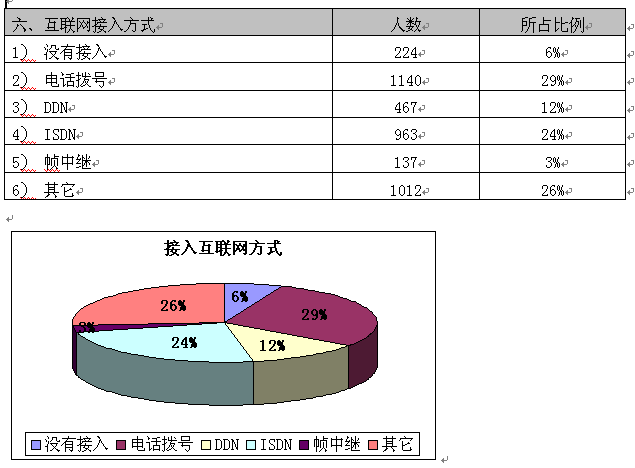 六、互联网接入方式 人数 所占比例
1） 没有接入 224 6%
2） 电话拨号 1140 29%
3） DDN 467 12%
4） ISDN 963 24%
5） 帧中继 137 3%
6） 其它 1012 26%
接入互联网方式
6%
26%
29%
3%
24%
12%
没有接入 电话拨号 DDN ISDN 帧中继 其它